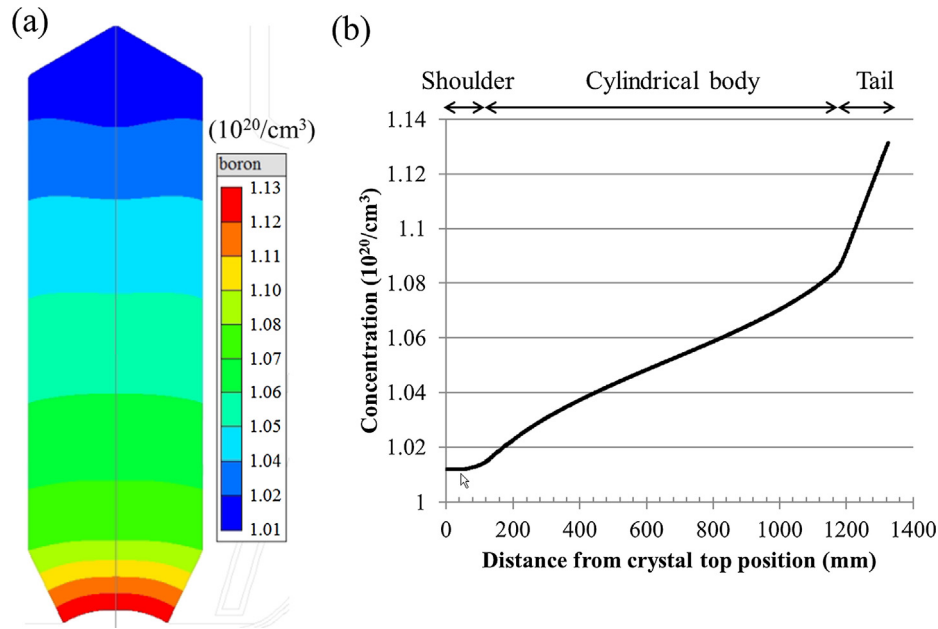 (a)
(10²⁰/cm³)
boron
1.13
1.12
1.11
1.10
1.08
1.07
1.06
1.05
1.04
1.02
1.01
(b)
Shoulder Cylindrical body Tail
1.14
1.12
1.1
1.08
1.06
1.04
1.02
1
Concentration (10²⁰/cm³)
0 200 400 600 800 1000 1200 1400
Distance from crystal top position (mm)